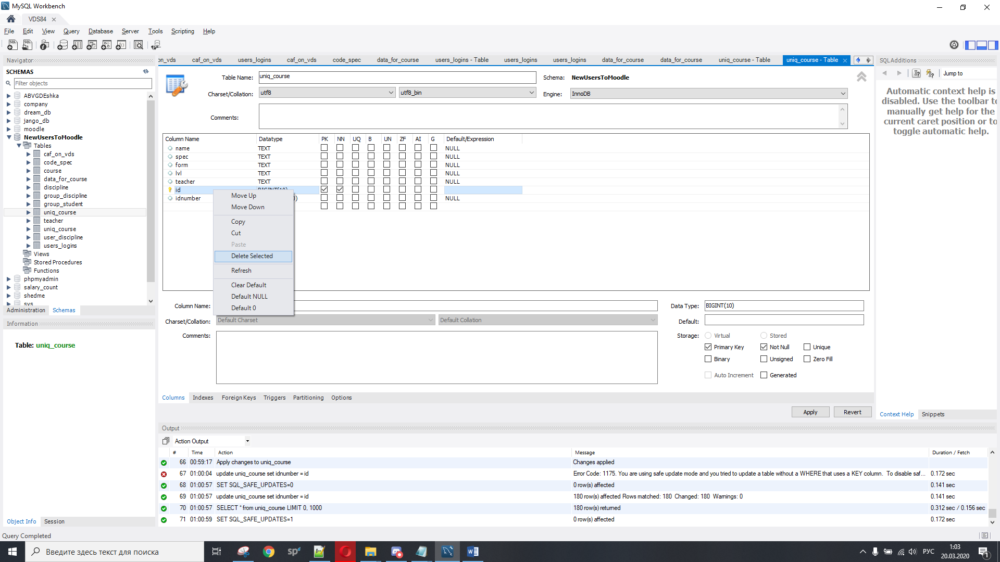 MySQL Workbench
VDS84
File Edit View Query Database Server Tools Scripting Help
Navigator
SCHEMAS
Filter objects
ABVGDEshka
company
dream_db
jango_db
moodle
NewUsersToMoodle
Tables
caf_on_vds
code_spec
course
data_for_course
discipline
group_discipline
group_student
uniq_course
teacher
uniq_course
user_discipline
users_logins
Views
Stored Procedures
Functions
phpmyadmin
salary_count
shedme
sys
Administration Schemas
Information
Table: uniq_course
Object Info Session
on_vds caf_on_vds users_logins caf_on_vds code_spec data_for_course users_logins - Table users_logins users_logins data_for_course data_for_course uniq_course - Table uniq_course - Table
Table Name: uniq_course Schema: NewUsersToMoodle
Charset/Collation: utf8 utf8_bin Engine: InnoDB
Comments:
Column Name Datatype PK NN UQ B UN ZF AI G Default/Expression
name TEXT NULL
spec TEXT NULL
form TEXT NULL
lvl TEXT NULL
teacher TEXT NULL
id BIGINT(10)
idnumber 0) NULL
Move Up
Move Down
Copy
Cut
Paste
Delete Selected
Refresh
Clear Default
Default NULL
Default 0
Column Name: Data Type: BIGINT(10)
Charset/Collation: Default Charset Default Collation Default:
Comments: Storage: Virtual Stored
Primary Key Not Null Unique
Binary Unsigned Zero Fill
Auto Increment Generated
Columns Indexes Foreign Keys Triggers Partitioning Options
Apply Revert
Output
Action Output
# Time Action Message Duration / Fetch
66 00:59:17 Apply changes to uniq_course Changes applied
67 01:00:04 update uniq_course set idnumber = id Error Code: 1175. You are using safe update mode and you tried to update a table without a WHERE that uses a KEY column. To disable saf... 0.172 sec
68 01:00:57 SET SQL_SAFE_UPDATES=0 0 row(s) affected 0.141 sec
69 01:00:57 update uniq_course set idnumber = id 180 row(s) affected Rows matched: 180 Changed: 180 Warnings: 0 0.141 sec
70 01:00:57 SELECT * from uniq_course LIMIT 0, 1000 180 row(s) returned 0.312 sec / 0.156 sec
71 01:00:59 SET SQL_SAFE_UPDATES=1 0 row(s) affected 0.172 sec
SQLAdditions
Jump to
Automatic context help is
disabled. Use the toolbar to
manually get help for the
current caret position or to
toggle automatic help.
Context Help Snippets
Query Completed
Введите здесь текст для поиска
РУС
1:03
20.03.2020
1